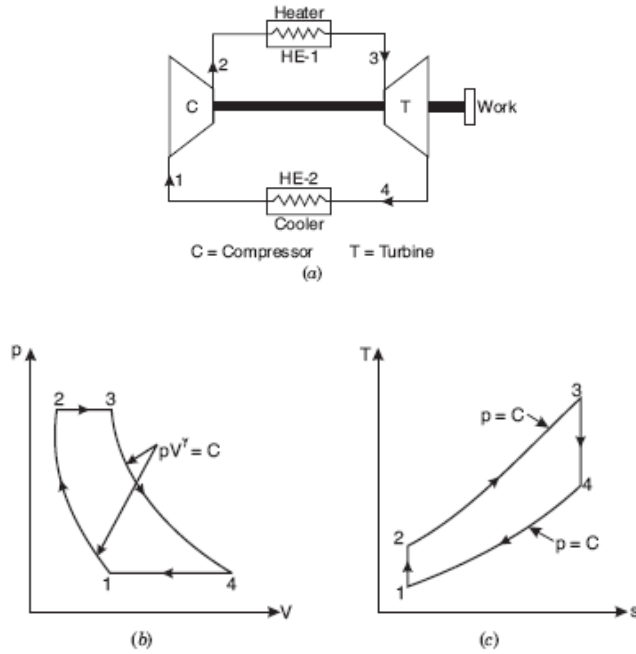 Heater
HE-1
2
3
C
T
Work
1
HE-2
4
Cooler
C = Compressor T = Turbine
(a)
p
2
3
pVγ = C
1
4
V
(b)
T
3
p = C
4
2
p = C
1
s
(c)